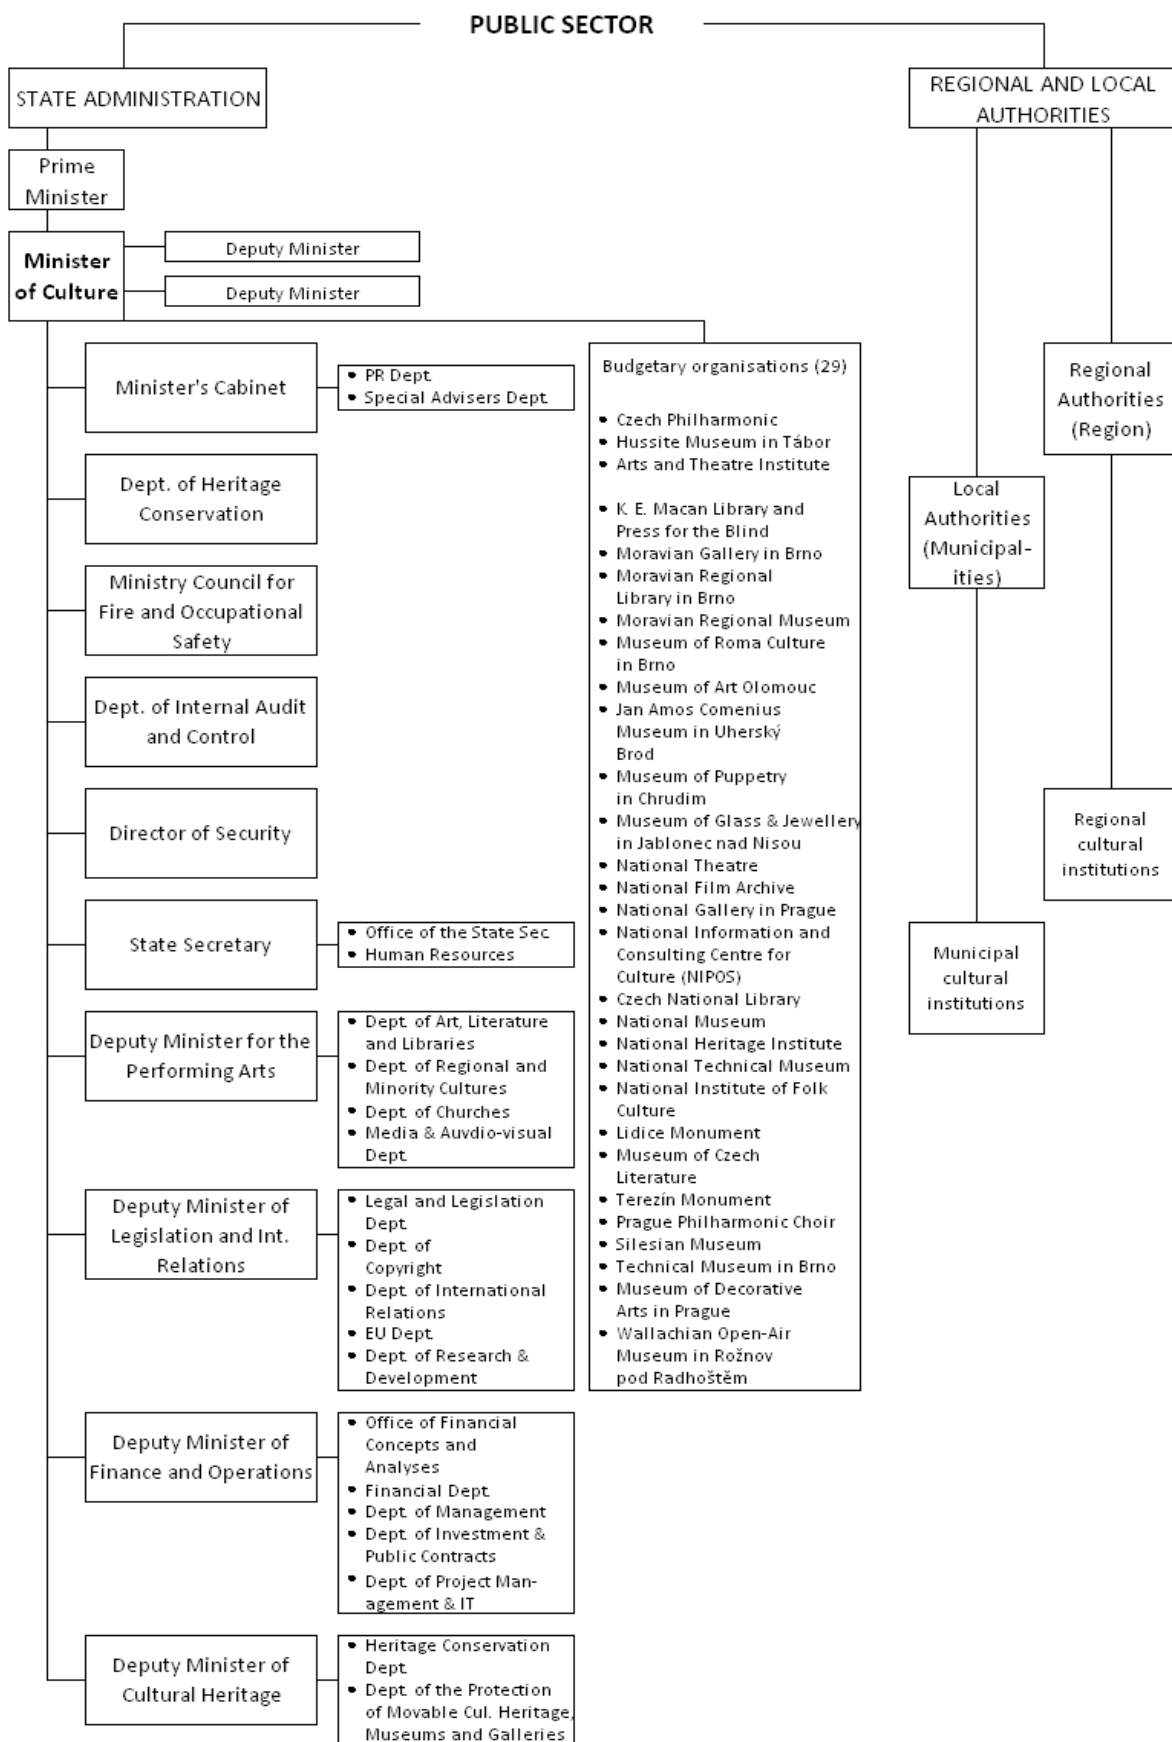 PUBLIC SECTOR
STATE ADMINISTRATION
REGIONAL AND LOCAL
AUTHORITIES
Prime
Minister
Minister
of Culture
Deputy Minister
Deputy Minister
Minister's Cabinet
• PR Dept.
• Special Advisers Dept.
Dept. of Heritage
Conservation
Ministry Council for
Fire and Occupational
Safety
Dept. of Internal Audit
and Control
Director of Security
State Secretary
• Office of the State Sec.
• Human Resources
Deputy Minister for the
Performing Arts
• Dept. of Art, Literature
and Libraries
• Dept. of Regional and
Minority Cultures
• Dept. of Churches
• Media & Auvdio-visual
Dept.
Deputy Minister of
Legislation and Int.
Relations
• Legal and Legislation
Dept.
• Dept. of
Copyright
• Dept. of International
Relations
• EU Dept.
• Dept. of Research &
Development
Deputy Minister of
Finance and Operations
• Office of Financial
Concepts and
Analyses
• Financial Dept.
• Dept. of Management
• Dept. of Investment &
Public Contracts
• Dept. of Project Man-
agement & IT
Deputy Minister of
Cultural Heritage
• Heritage Conservation
Dept.
• Dept. of the Protection
of Movable Cul. Heritage,
Museums and Galleries
Budgetary organisations (29)
• Czech Philharmonic
• Hussite Museum in Tábor
• Arts and Theatre Institute
• K. E. Macan Library and
Press for the Blind
• Moravian Gallery in Brno
• Moravian Regional
Library in Brno
• Moravian Regional Museum
• Museum of Roma Culture
in Brno
• Museum of Art Olomouc
• Jan Amos Comenius
Museum in Uherský
Brod
• Museum of Puppetry
in Chrudim
• Museum of Glass & Jewellery
in Jablonec nad Nisou
• National Theatre
• National Film Archive
• National Gallery in Prague
• National Information and
Consulting Centre for
Culture (NIPOS)
• Czech National Library
• National Museum
• National Heritage Institute
• National Technical Museum
• National Institute of Folk
Culture
• Lidice Monument
• Museum of Czech
Literature
• Terezín Monument
• Prague Philharmonic Choir
• Silesian Museum
• Technical Museum in Brno
• Museum of Decorative
Arts in Prague
• Wallachian Open-Air
Museum in Rožnov
pod Radhoštěm
Regional
Authorities
(Region)
Local
Authorities
(Municipal-
ities)
Regional
cultural
institutions
Municipal
cultural
institutions